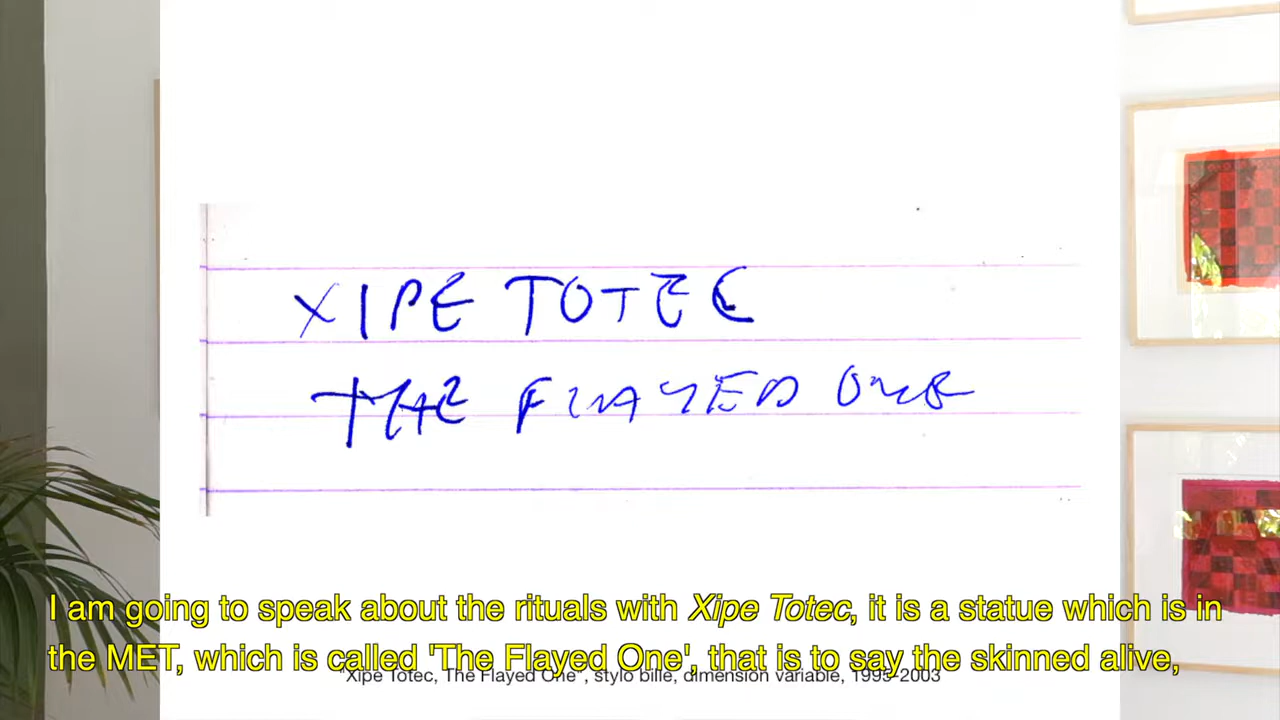 XIPE TOTEC
THE FLAYED ONE
I am going to speak about the rituals with Xipe Totec, it is a statue which is in
the MET, which is called 'The Flayed One', that is to say the skinned alive,
"Xipe Totec, The Flayed One", stylo bille, dimension variable, 1995-2003